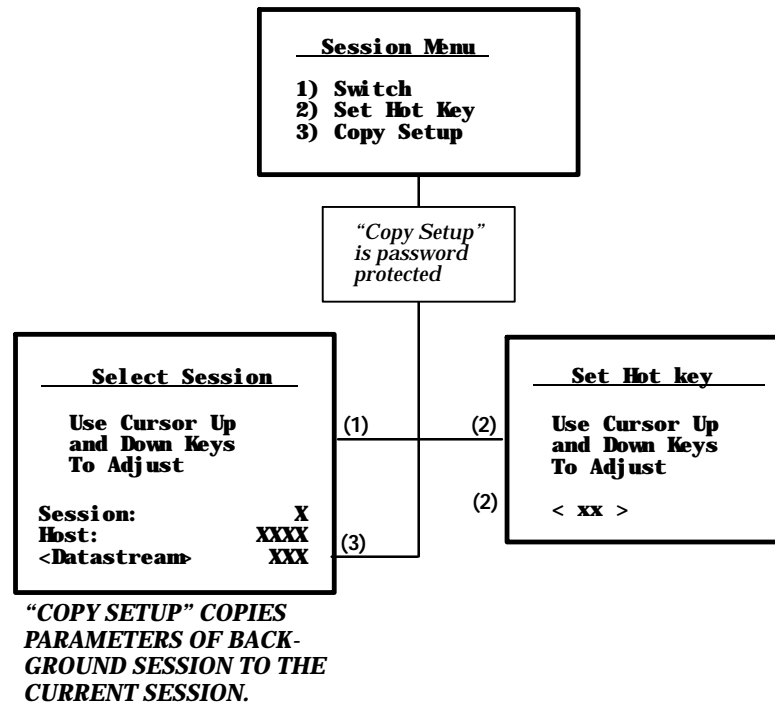 Session Menu
1) Switch
2) Set Hot Key
3) Copy Setup
“Copy Setup”
is password
protected
Select Session
Use Cursor Up
and Down Keys
To Adjust
Session: X
Host: XXXX
<Datastream> XXX
(1)
(3)
(2)
(2)
Set Hot key
Use Cursor Up
and Down Keys
To Adjust
< xx >
“COPY SETUP” COPIES
PARAMETERS OF BACK-
GROUND SESSION TO THE
CURRENT SESSION.